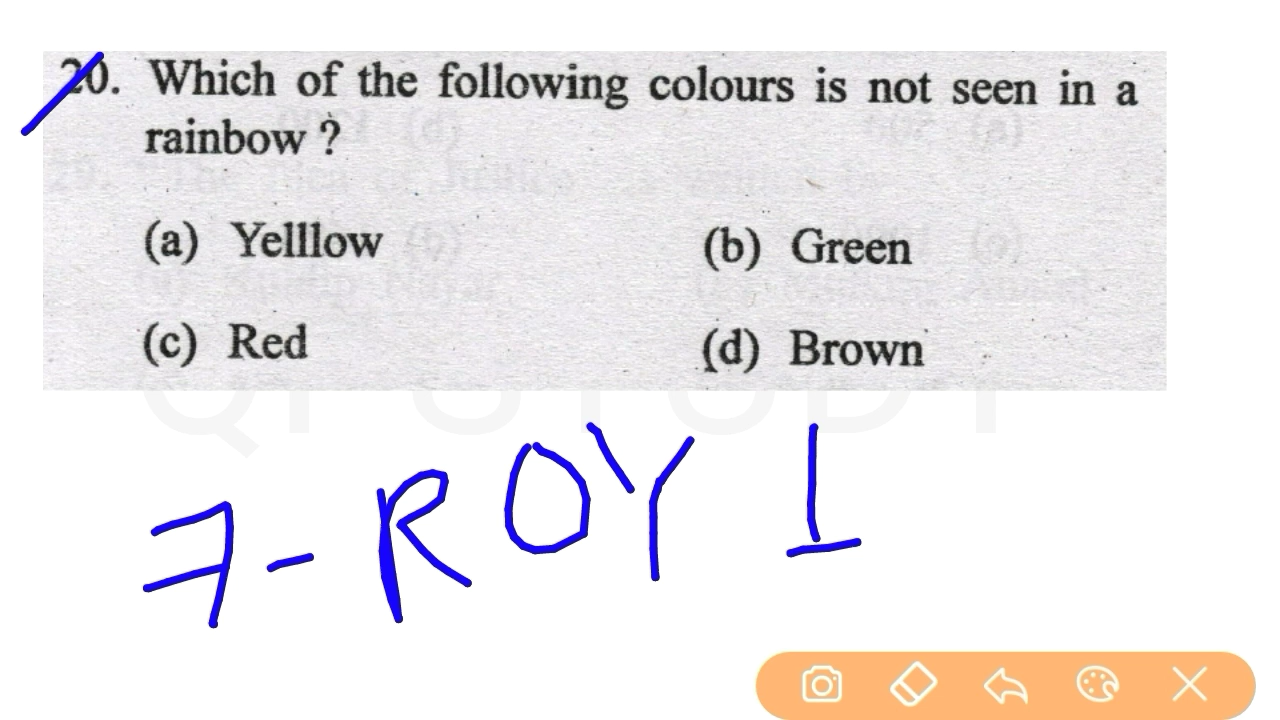 20. Which of the following colours is not seen in a
rainbow ?
(a) Yelllow (b) Green
(c) Red (d) Brown
7- ROY I